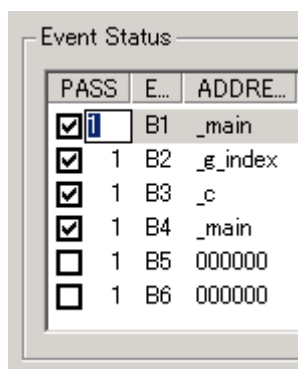 Event Status
PASS E... ADDRE...
1 B1 _main
1 B2 _g_index
1 B3 _c
1 B4 _main
1 B5 000000
1 B6 000000